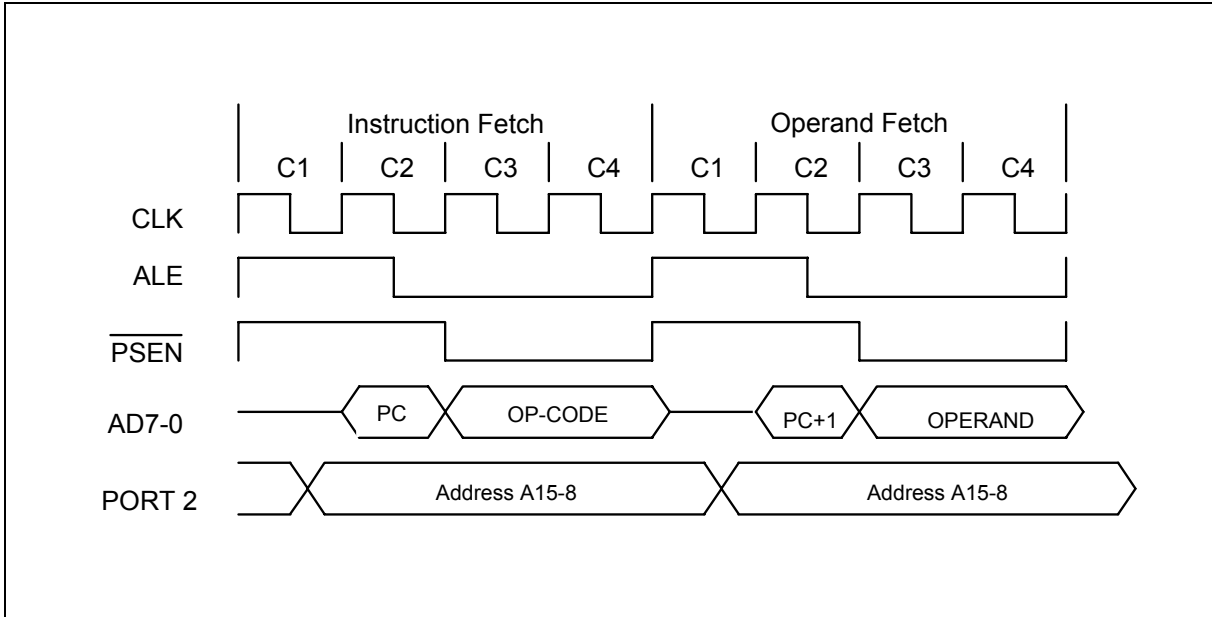 Instruction Fetch Operand Fetch
C1 C2 C3 C4 C1 C2 C3 C4
CLK
ALE
PSEN
AD7-0 PC OP-CODE PC+1 OPERAND
PORT 2 Address A15-8 Address A15-8